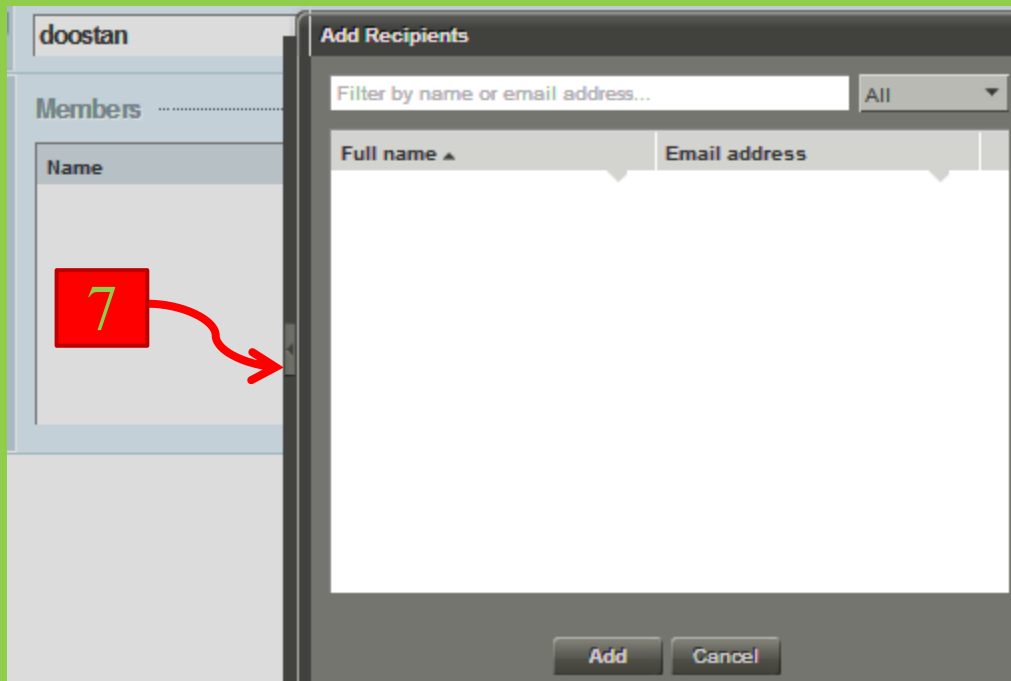 doostan
Members
Name
7
Add Recipients
Filter by name or email address...
All
Full name
Email address
Add
Cancel